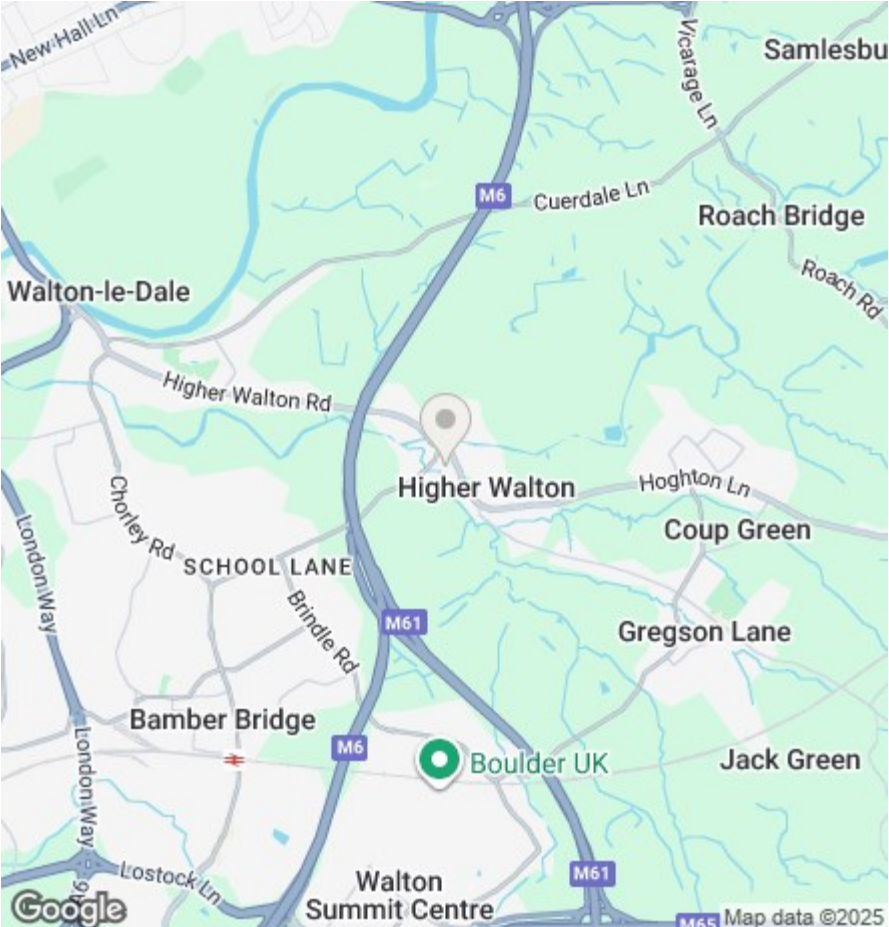 New Hall Ln
Vicarage Ln
Samlesbu
M6
Cuerdale Ln
Roach Bridge
Roach Rd
Walton-le-Dale
Higher Walton Rd
Higher Walton
Hoghton Ln
Coup Green
Chorley Rd
London Way
SCHOOL LANE
Brindle Rd
M61
Gregson Lane
Bamber Bridge
M6
Boulder UK
Jack Green
London Way
Lostock Ln
A6
Walton
Summit Centre
M61
M65
Google
Map data ©2025